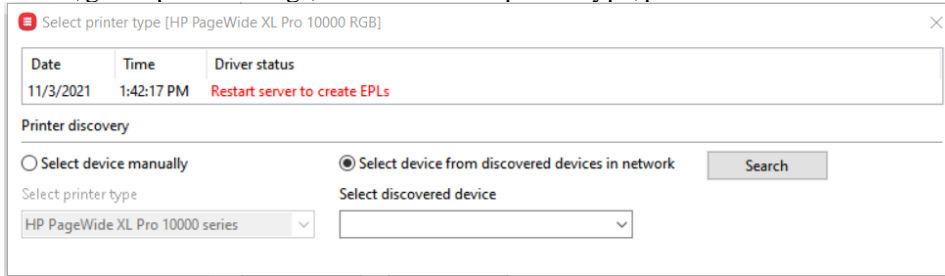 Select printer type [HP PageWide XL Pro 10000 RGB]
Date Time Driver status
11/3/2021 1:42:17 PM Restart server to create EPLs
Printer discovery
Select device manually Select device from discovered devices in network Search
Select printer type Select discovered device
HP PageWide XL Pro 10000 series